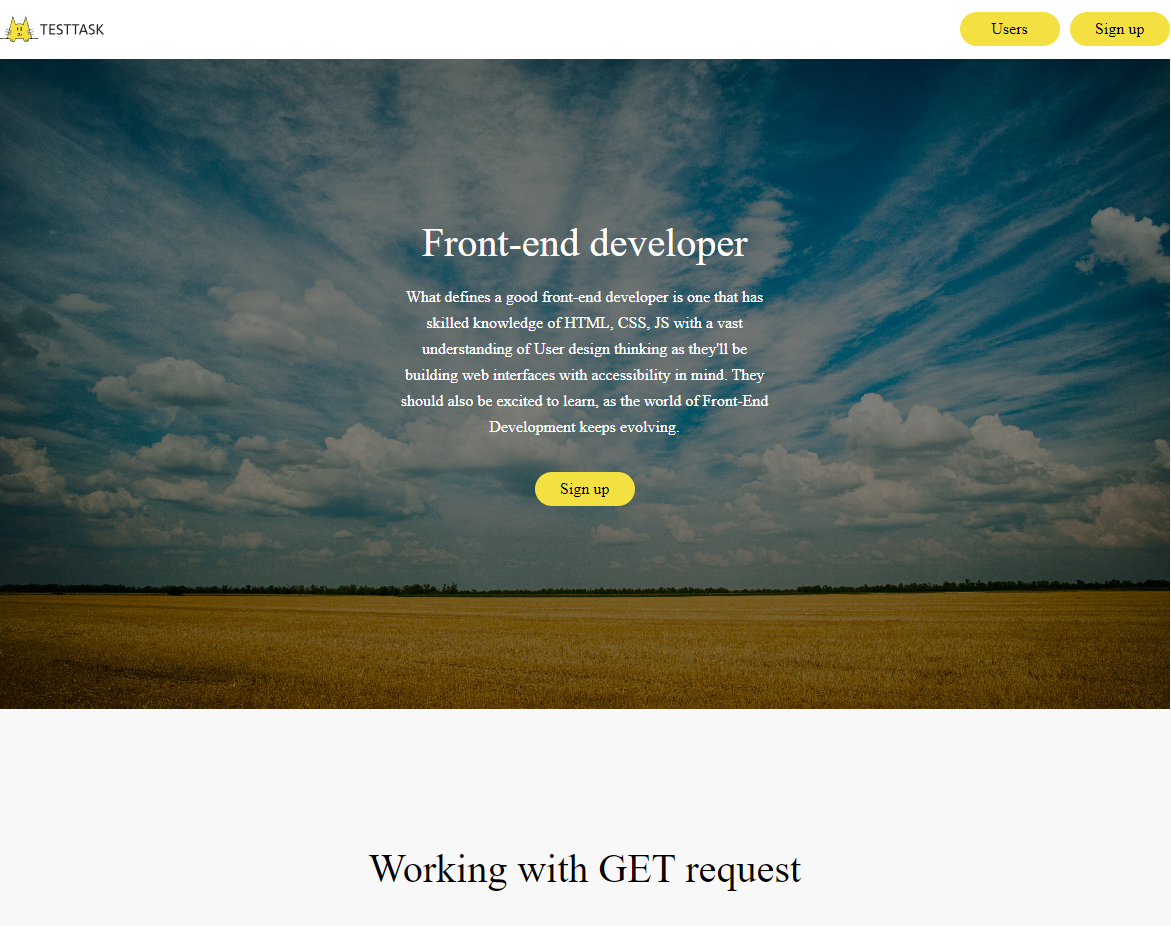 TESTTASK
Users
Sign up
Front-end developer
What defines a good front-end developer is one that has
skilled knowledge of HTML, CSS, JS with a vast
understanding of User design thinking as they'll be
building web interfaces with accessibility in mind. They
should also be excited to learn, as the world of Front-End
Development keeps evolving.
Sign up
Working with GET request